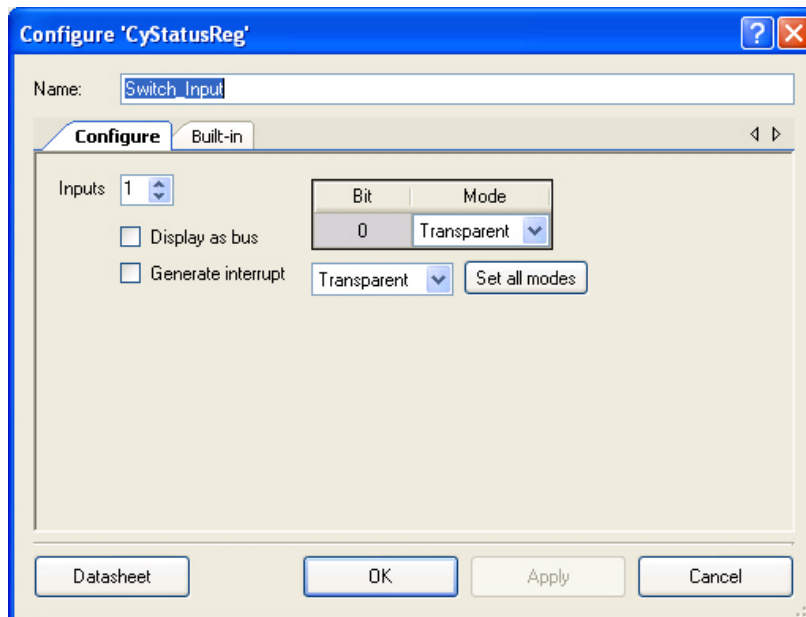 Configure 'CyStatusReg'
Name: Switch_Input
Configure Built-in
Inputs 1 Bit Mode
Display as bus 0 Transparent
Generate interrupt Transparent Set all modes
Datasheet OK Apply Cancel